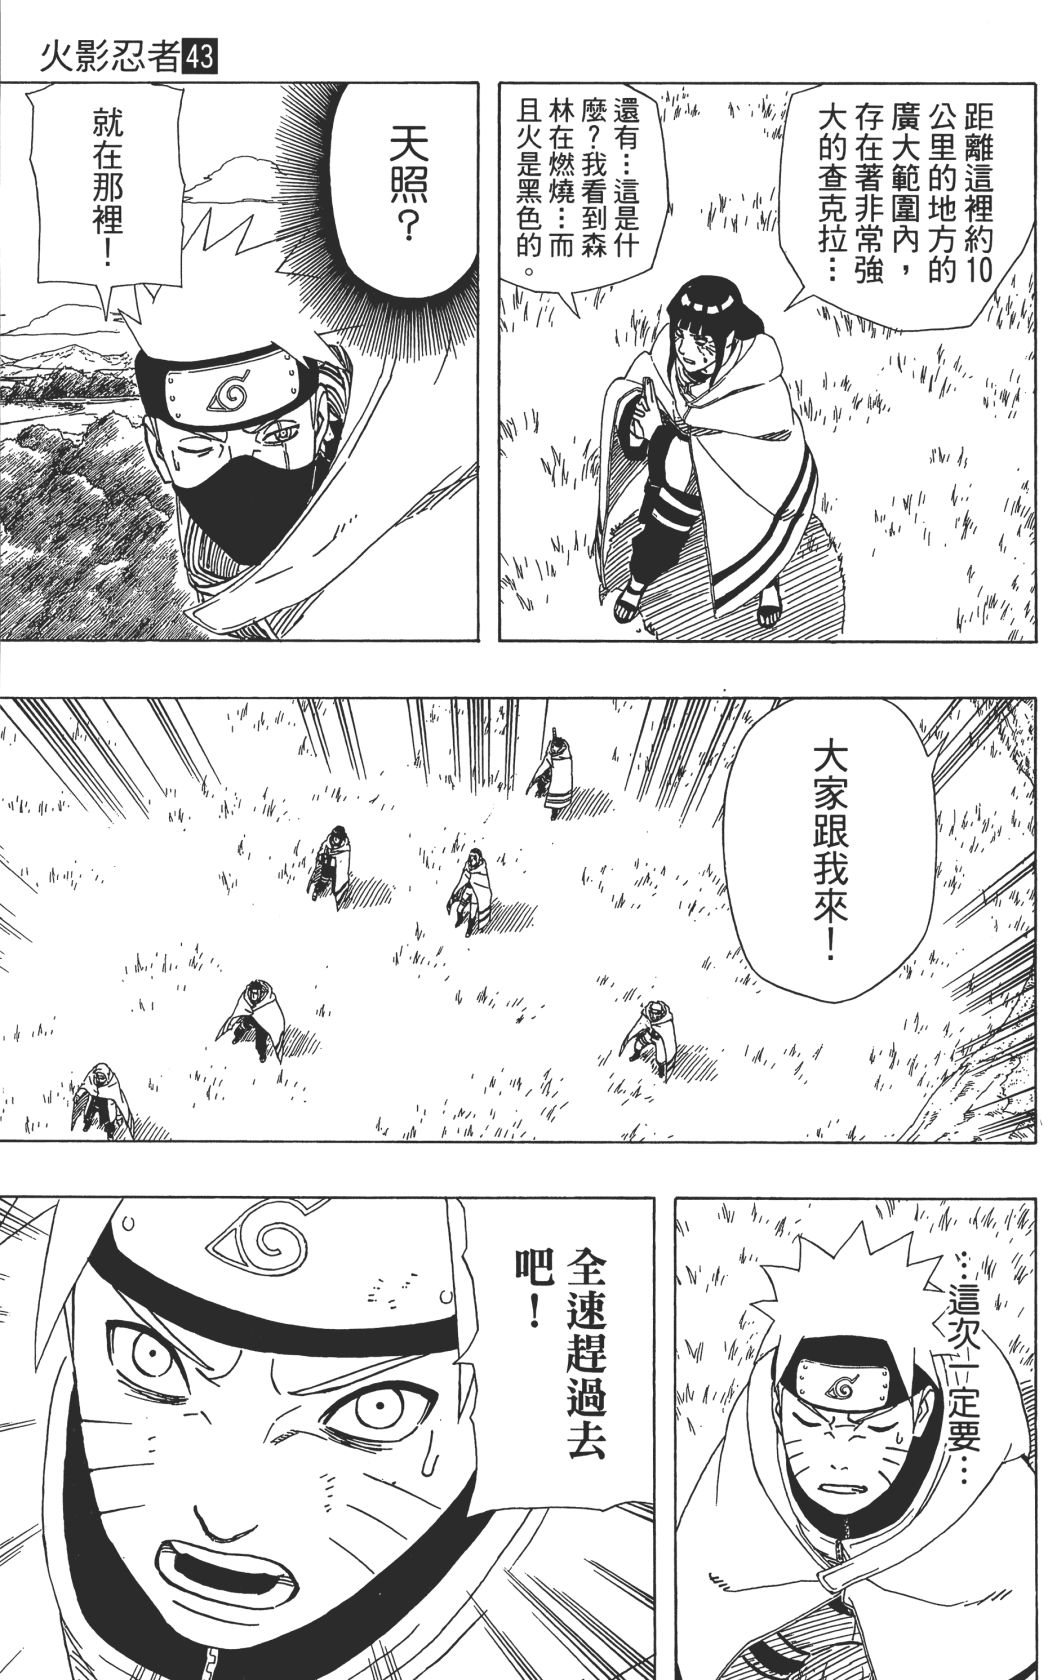 火影忍者43
距離這裡約10
公里的地方的
廣大範圍內，
存在著非常強
大的查克拉…
還有…這是什
麼？我看到森
林在燃燒…而
且火是黑色的。
天照？
就在那裡！
大家跟我來！
…這次一定要…
全速趕過去
吧！